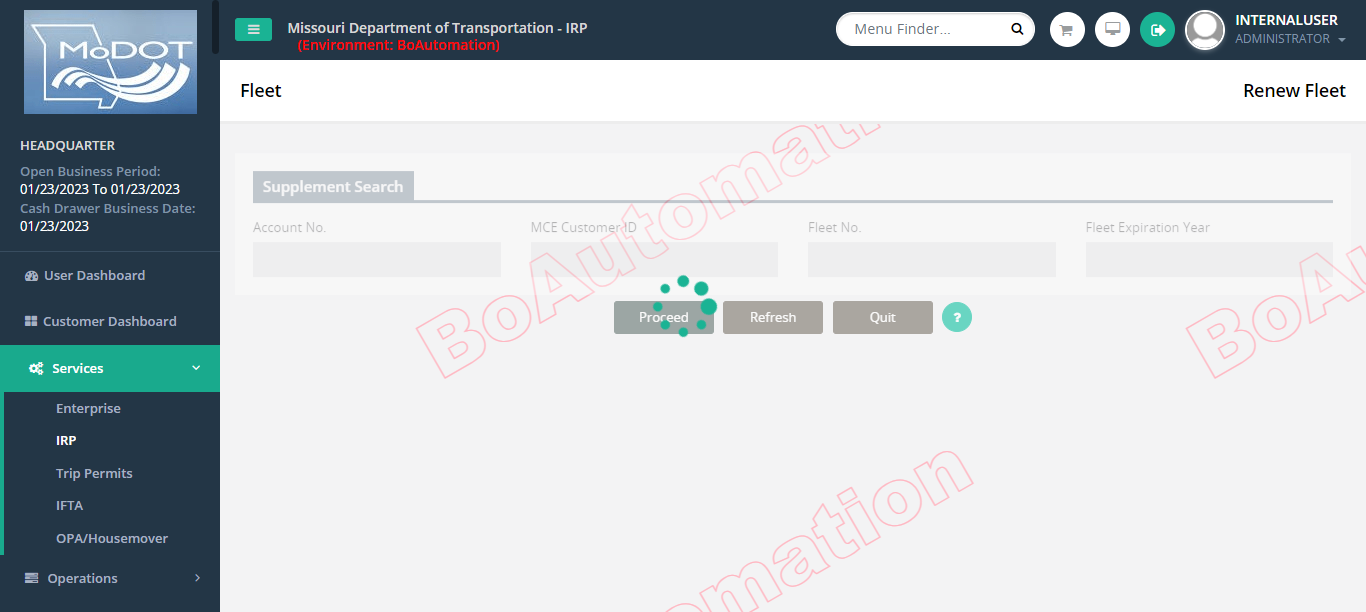 MoDOT
HEADQUARTER
Open Business Period:
01/23/2023 To 01/23/2023
Cash Drawer Business Date:
01/23/2023
User Dashboard
Customer Dashboard
Services
Enterprise
IRP
Trip Permits
IFTA
OPA/Housemover
Operations
Missouri Department of Transportation - IRP
(Environment: BoAutomation)
Menu Finder...
INTERNALUSER
ADMINISTRATOR
Fleet
Renew Fleet
Supplement Search
Account No.
MCE Customer ID
Fleet No.
Fleet Expiration Year
Proceed
Refresh
Quit
?
BoAutomati
BoA
omation